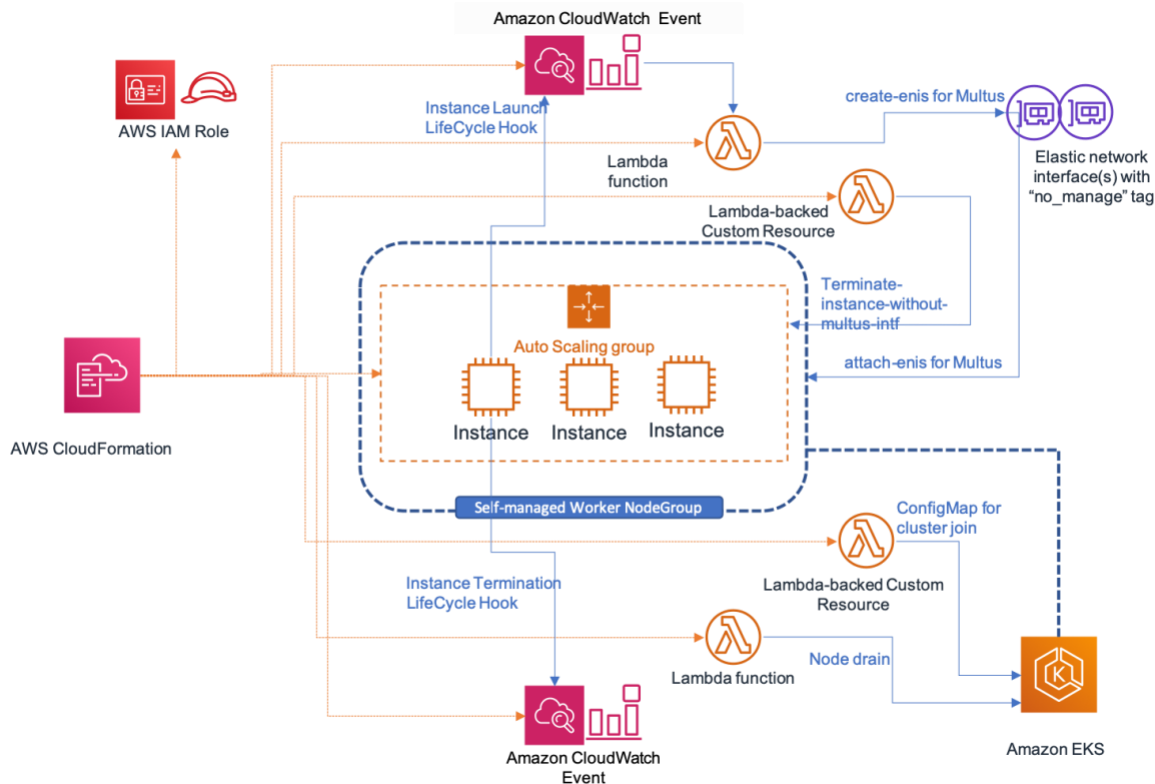 Amazon CloudWatch Event
AWS IAM Role
Instance Launch
LifeCycle Hook
create-enis for Multus
Lambda
function
Elastic network
interface(s) with
“no_manage” tag
Lambda-backed
Custom Resource
Terminate-
instance-without-
multus-intf
Auto Scaling group
attach-enis for Multus
Instance
Instance
Instance
AWS CloudFormation
Self-managed Worker NodeGroup
ConfigMap for
cluster join
Instance Termination
LifeCycle Hook
Lambda-backed Custom
Resource
Node drain
Lambda function
K
Amazon EKS
Amazon CloudWatch
Event